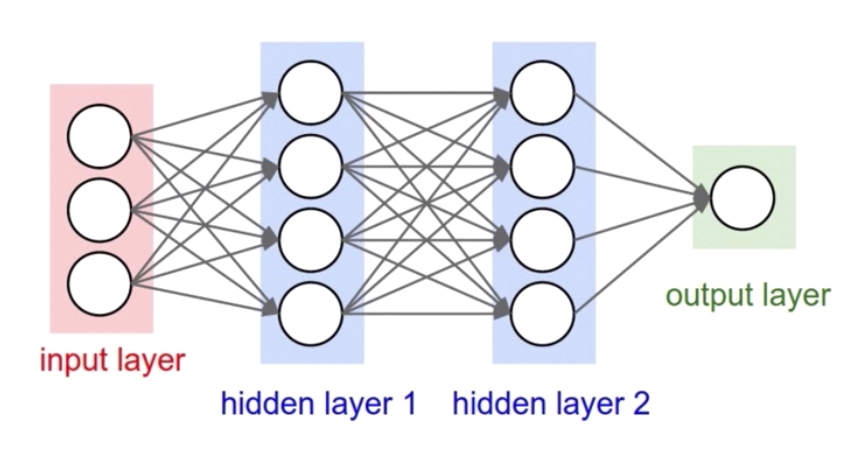 input layer
hidden layer 1
hidden layer 2
output layer